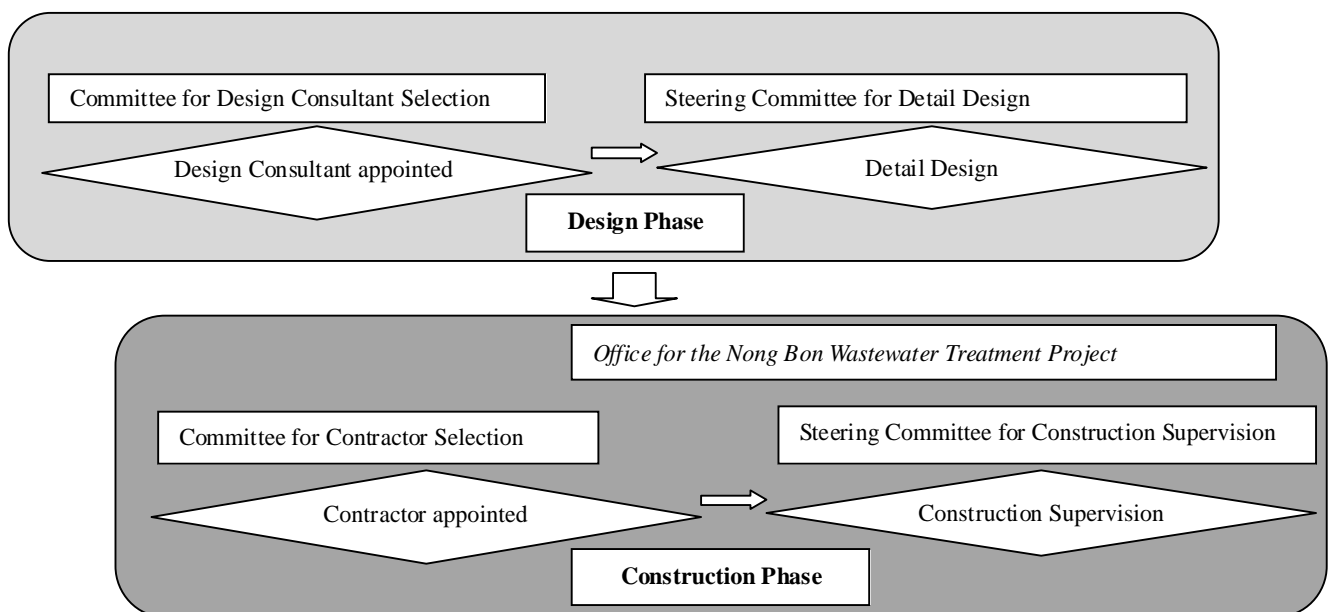 Committee for Design Consultant Selection
Steering Committee for Detail Design
Design Consultant appointed
Detail Design
Design Phase
Office for the Nong Bon Wastewater Treatment Project
Committee for Contractor Selection
Steering Committee for Construction Supervision
Contractor appointed
Construction Supervision
Construction Phase